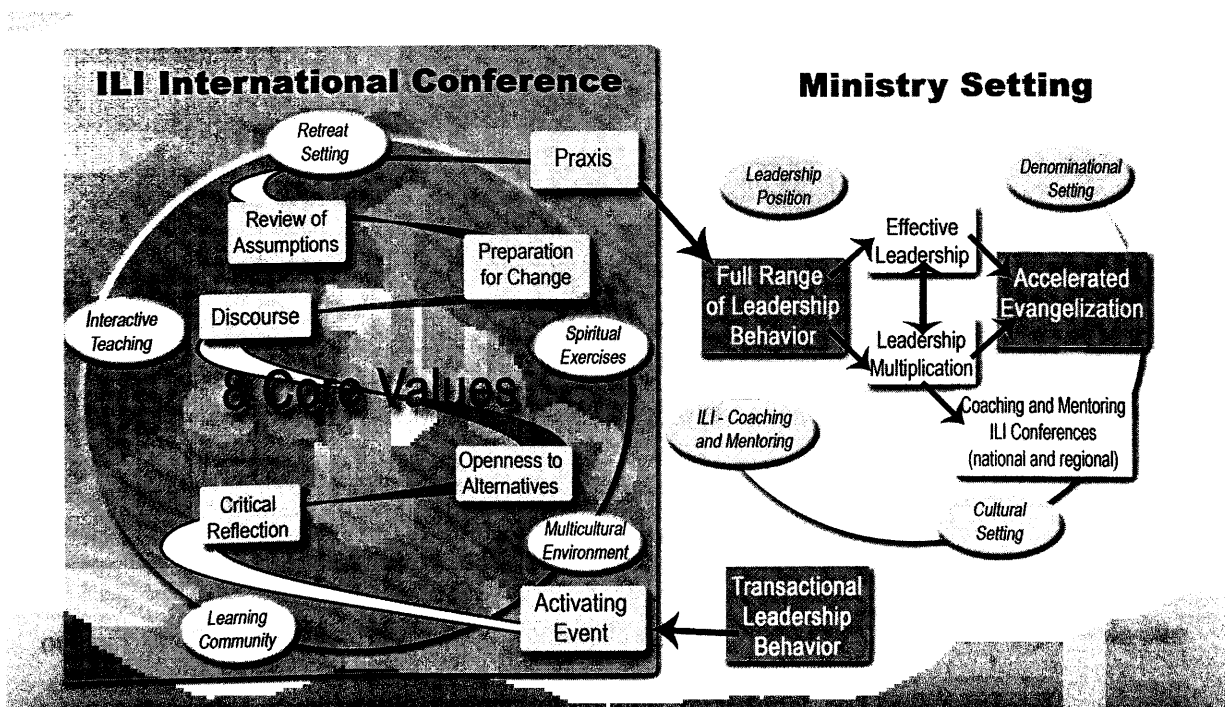 ILI International Conference
Retreat
Setting
Praxis
Review of
Assumptions
Preparation
for Change
Interactive
Teaching
Discourse
Spiritual
Exercises
8 Core Values
Openness to
Alternatives
Critical
Reflection
Multicultural
Environment
Learning
Community
Activating
Event
Ministry Setting
Leadership
Position
Denominational
Setting
Effective
Leadership
Full Range
of Leadership
Behavior
Accelerated
Evangelization
Leadership
Multiplication
ILI - Coaching
and Mentoring
Coaching and Mentoring
ILI Conferences
(national and regional)
Cultural
Setting
Transactional
Leadership
Behavior